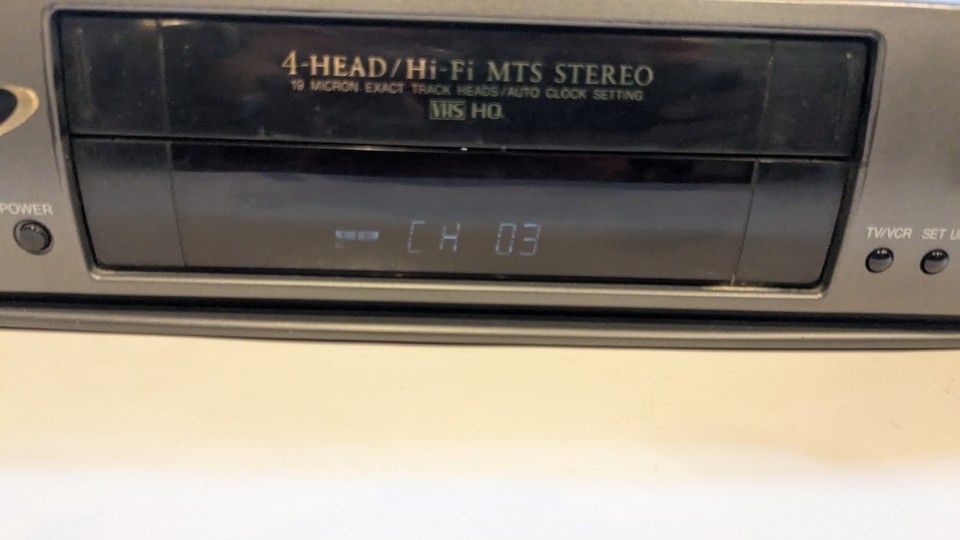 4-HEAD/Hi-Fi MTS STEREO
19 MICRON EXACT TRACK HEADS/AUTO CLOCK SETTING
VHS HQ
POWER
CH 03
TV/VCR SET U